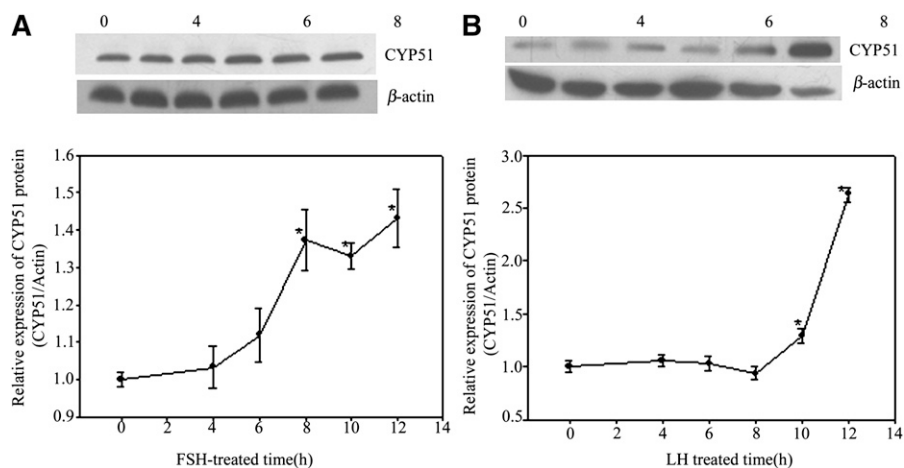 A 0 4 6 8
CYP51
β-actin
Relative expression of CYP51 protein
(CYP51/Actin)
1.6
1.5
1.4
1.3
1.2
1.1
1.0
0.9
* * *
0 2 4 6 8 10 12 14
FSH-treated time(h)
B 0 4 6 8
CYP51
β-actin
Relative expression of CYP51 protein
(CYP51/Actin)
3.0
2.5
2.0
1.5
1.0
0.5
* *
0 2 4 6 8 10 12 14
LH treated time(h)